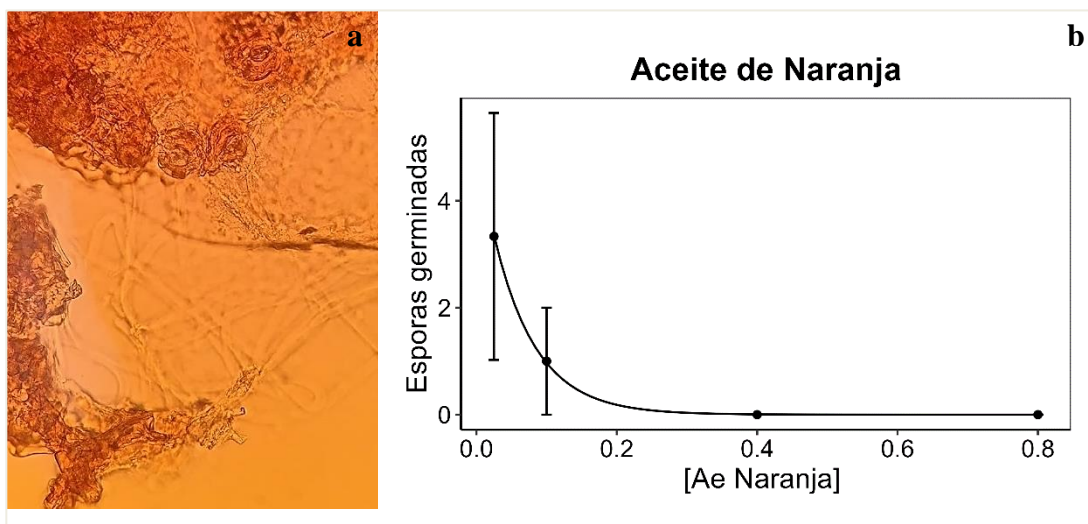 a
b
Aceite de Naranja
Esporas germinadas
4
2
0
0.0 0.2 0.4 0.6 0.8
[Ae Naranja]